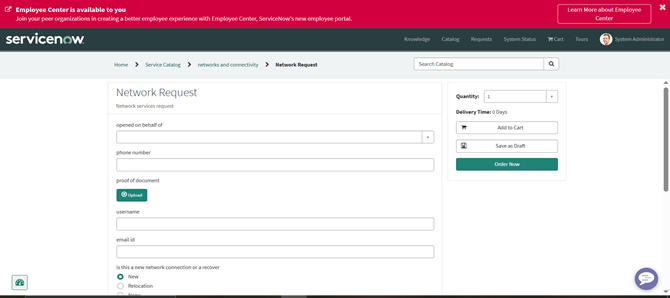 Employee Center is available to you
Join your peer organizations in creating a better employee experience with Employee Center, ServiceNow's new employee portal.
Learn More about Employee Center
servicenow
Knowledge Catalog Requests System Status Cart Tours System Administrator
Home > Service Catalog > networks and connectivity > Network Request
Search Catalog
Network Request
Network services request
opened on behalf of
phone number
proof of document
Upload
username
email id
Is this a new network connection or a recover
New
Relocation
Quantity: 1
Delivery Time: 0 Days
Add to Cart
Save as Draft
Order Now